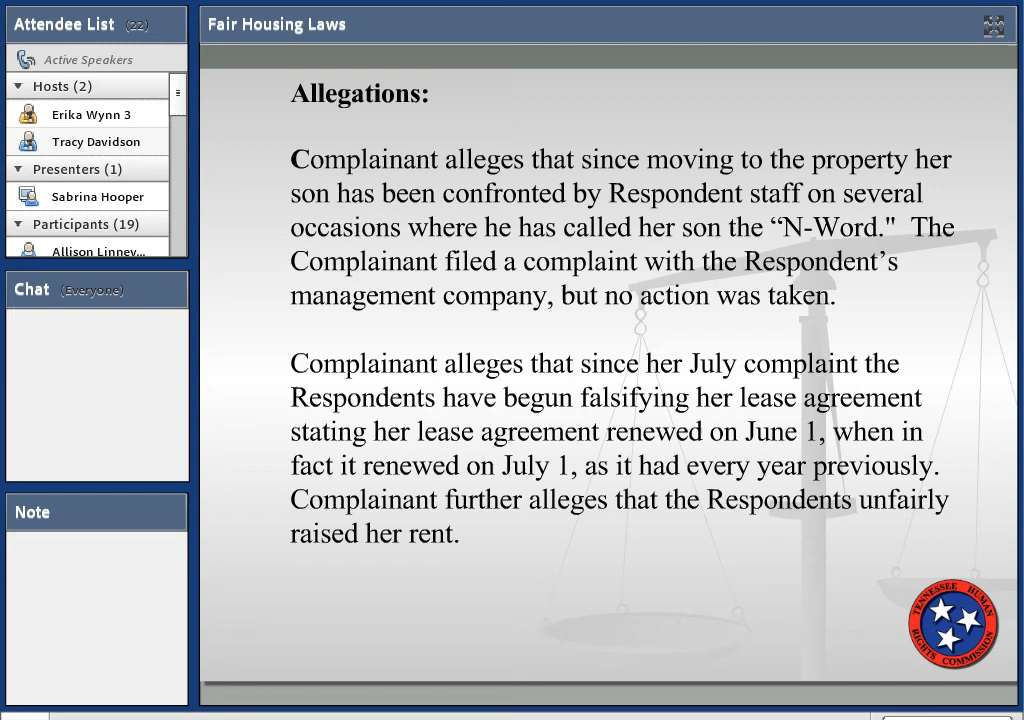 Attendee List (22)
Active Speakers
Hosts (2)
Erika Wynn 3
Tracy Davidson
Presenters (1)
Sabrina Hooper
Participants (19)
Allison Linney...
Chat (Everyone)
Note
Fair Housing Laws
Allegations:
Complainant alleges that since moving to the property her
son has been confronted by Respondent staff on several
occasions where he has called her son the “N-Word."  The
Complainant filed a complaint with the Respondent’s
management company, but no action was taken.
Complainant alleges that since her July complaint the
Respondents have begun falsifying her lease agreement
stating her lease agreement renewed on June 1, when in
fact it renewed on July 1, as it had every year previously.
Complainant further alleges that the Respondents unfairly
raised her rent.
TENNESSEE HUMAN
RIGHTS COMMISSION